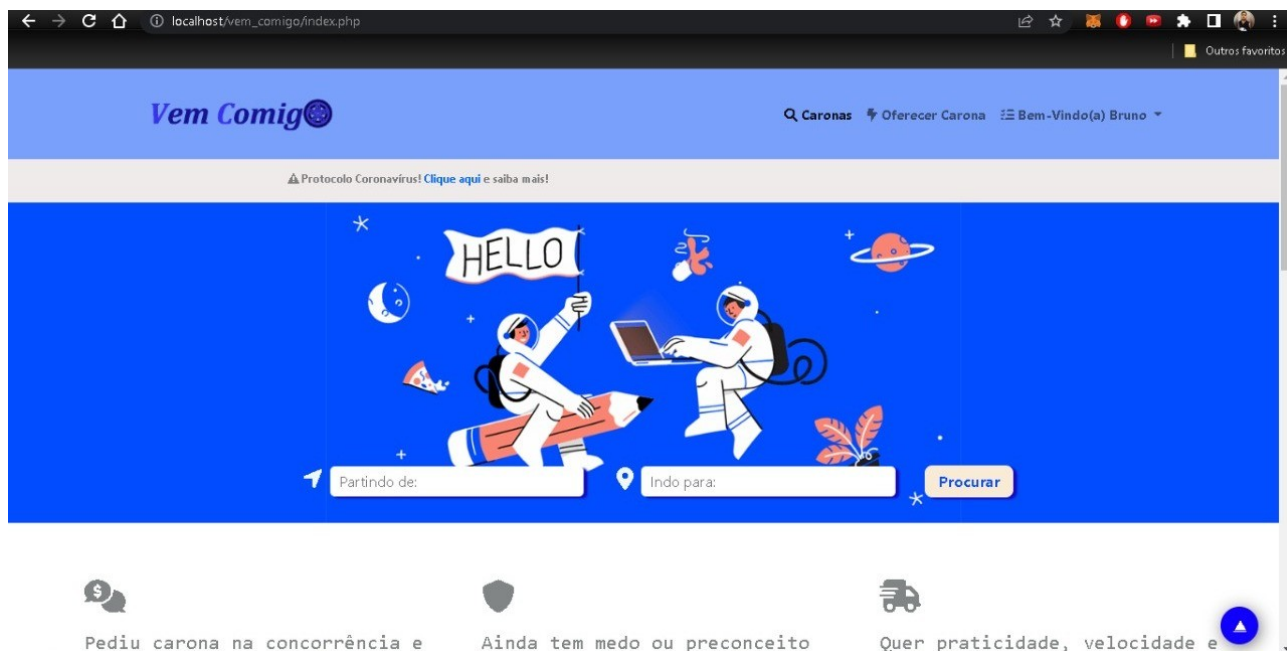 localhost/vem_comigo/index.php
Outros favoritos
Vem Comigo
Caronas Oferecer Carona Bem-Vindo(a) Bruno
Protocolo Coronavírus! Clique aqui e saiba mais!
HELLO
Partindo de: Indo para: Procurar
Pediu carona na concorrência e Ainda tem medo ou preconceito Quer praticidade, velocidade e